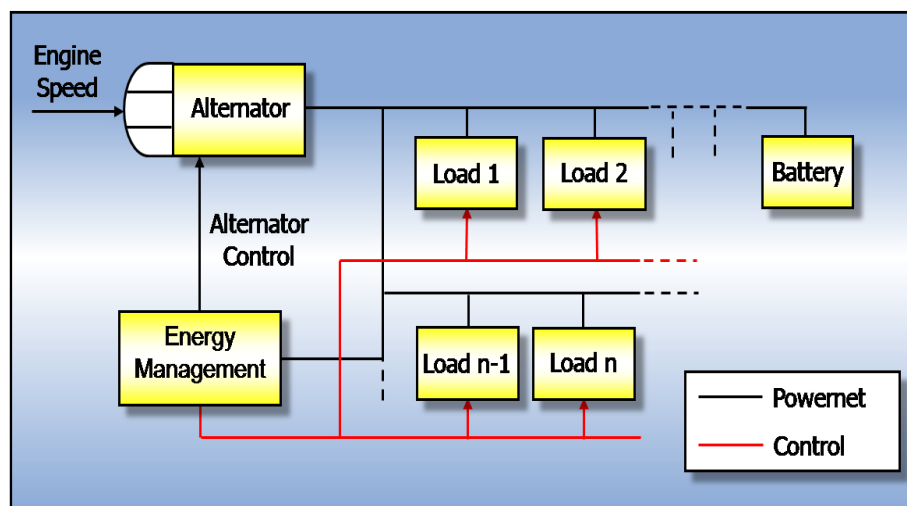 Engine
Speed
Alternator
Load 1
Load 2
Battery
Alternator
Control
Energy
Management
Load n-1
Load n
Powernet
Control